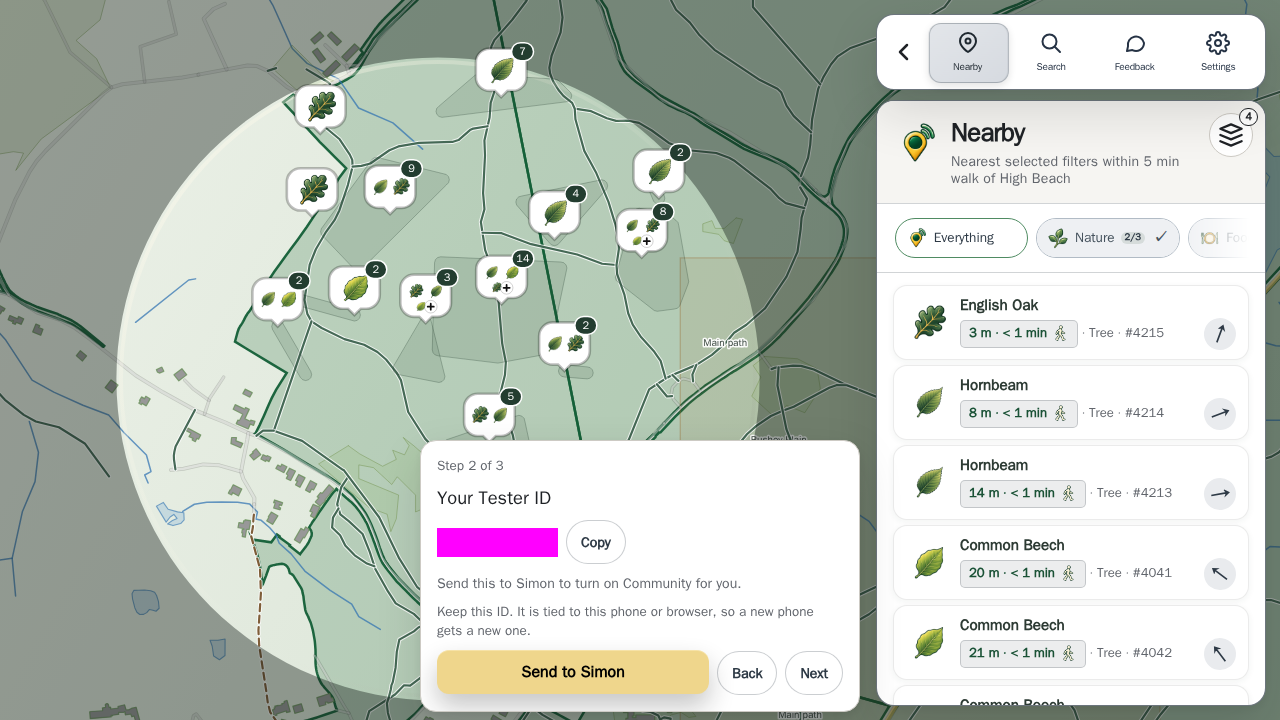 7
2
9
4
8
14
2
2
3
2
5
Main path
Main path
Nearby
Search
Feedback
Settings
Nearby
4
Nearest selected filters within 5 min
walk of High Beach
Everything
Nature 2/3 ✓
English Oak
3 m · < 1 min · Tree · #4215
Hornbeam
8 m · < 1 min · Tree · #4214
Hornbeam
14 m · < 1 min · Tree · #4213
Common Beech
20 m · < 1 min · Tree · #4041
Common Beech
21 m · < 1 min · Tree · #4042
Common Beech
Step 2 of 3
Your Tester ID
Copy
Send this to Simon to turn on Community for you.
Keep this ID. It is tied to this phone or browser, so a new phone
gets a new one.
Send to Simon
Back
Next